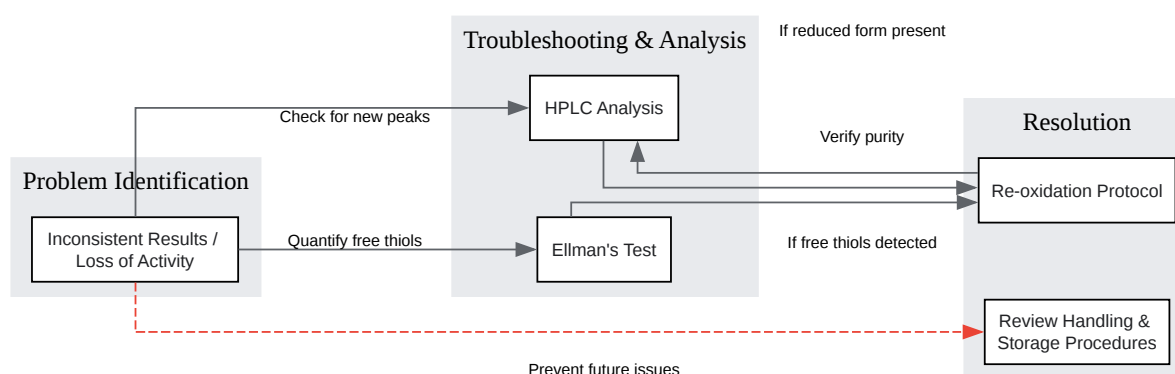 If reduced form present
Troubleshooting & Analysis
HPLC Analysis
Check for new peaks
Resolution
Verify purity
Problem Identification
Re-oxidation Protocol
Inconsistent Results /
Loss of Activity
Quantify free thiols
Ellman's Test
If free thiols detected
Review Handling &
Storage Procedures
Prevent future issues